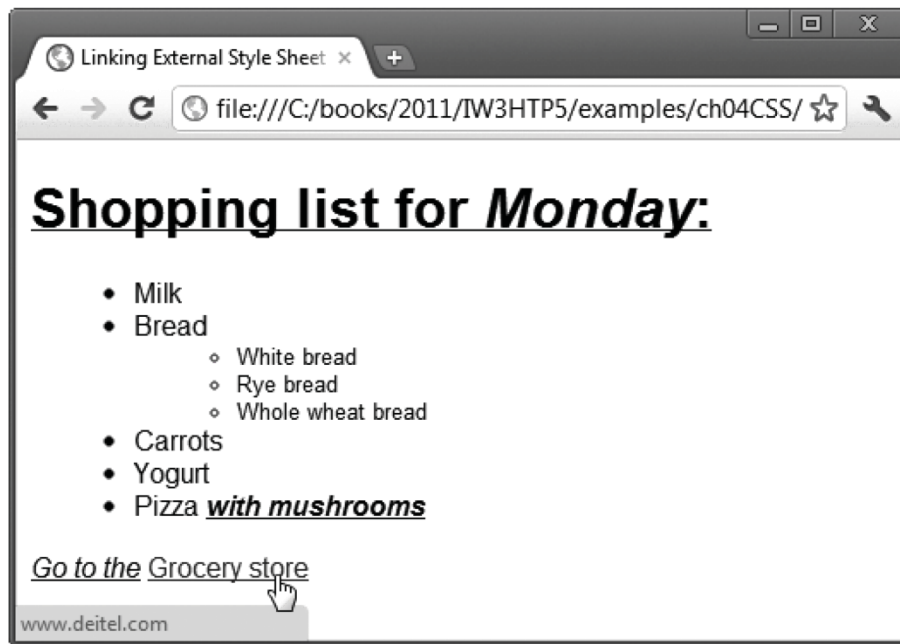 Linking External Style Sheet
file:///C:/books/2011/IW3HTP5/examples/ch04CSS/
Shopping list for Monday:
Milk
Bread
White bread
Rye bread
Whole wheat bread
Carrots
Yogurt
Pizza with mushrooms
Go to the Grocery store
www.deitel.com